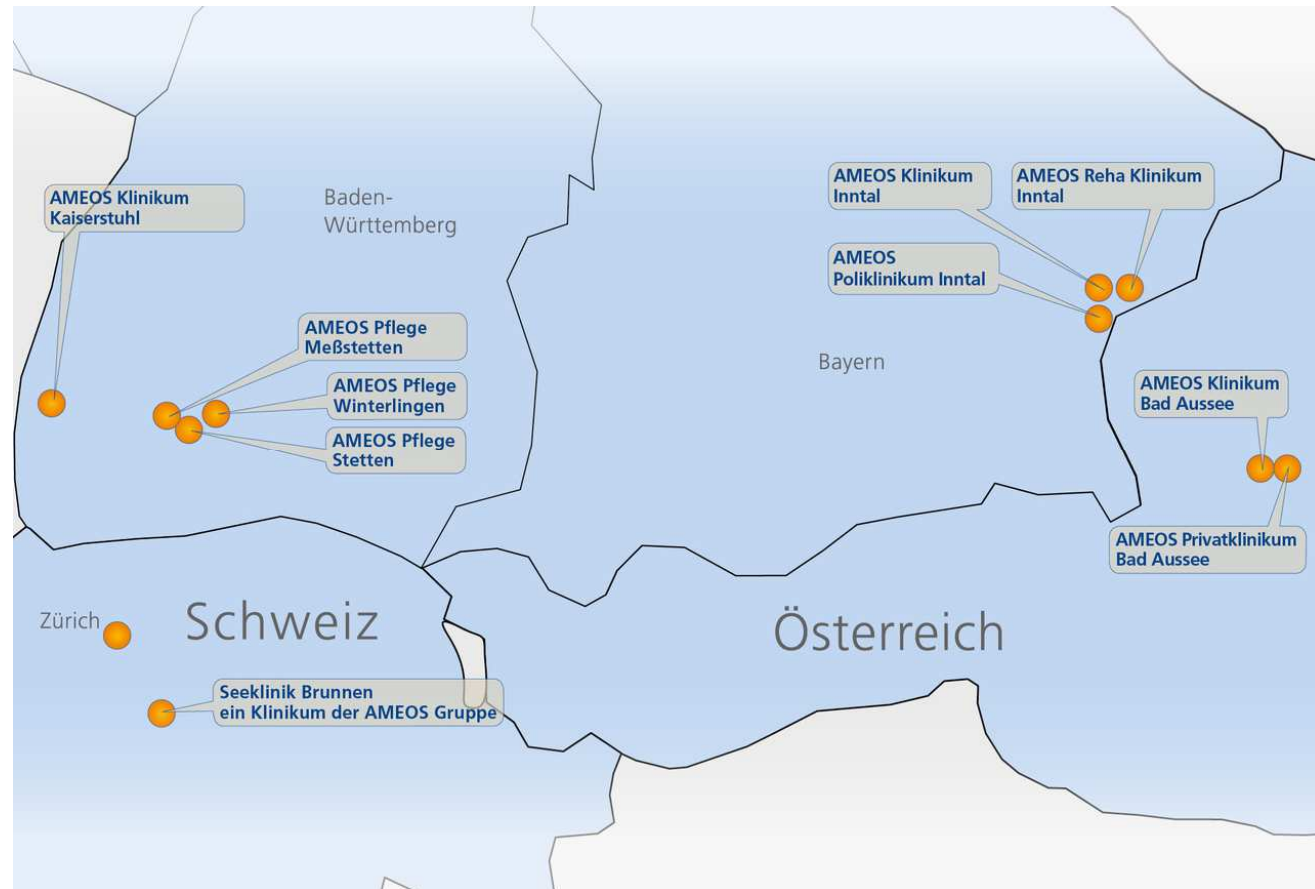 AMEOS Klinikum
Kaiserstuhl
Baden-
Württemberg
AMEOS Klinikum
Inntal
AMEOS Reha Klinikum
Inntal
AMEOS
Poliklinikum Inntal
AMEOS Pflege
Meßstetten
AMEOS Pflege
Winterlingen
AMEOS Pflege
Stetten
Bayern
AMEOS Klinikum
Bad Aussee
AMEOS Privatklinikum
Bad Aussee
Zürich
Schweiz
Österreich
Seeklinik Brunnen
ein Klinikum der AMEOS Gruppe